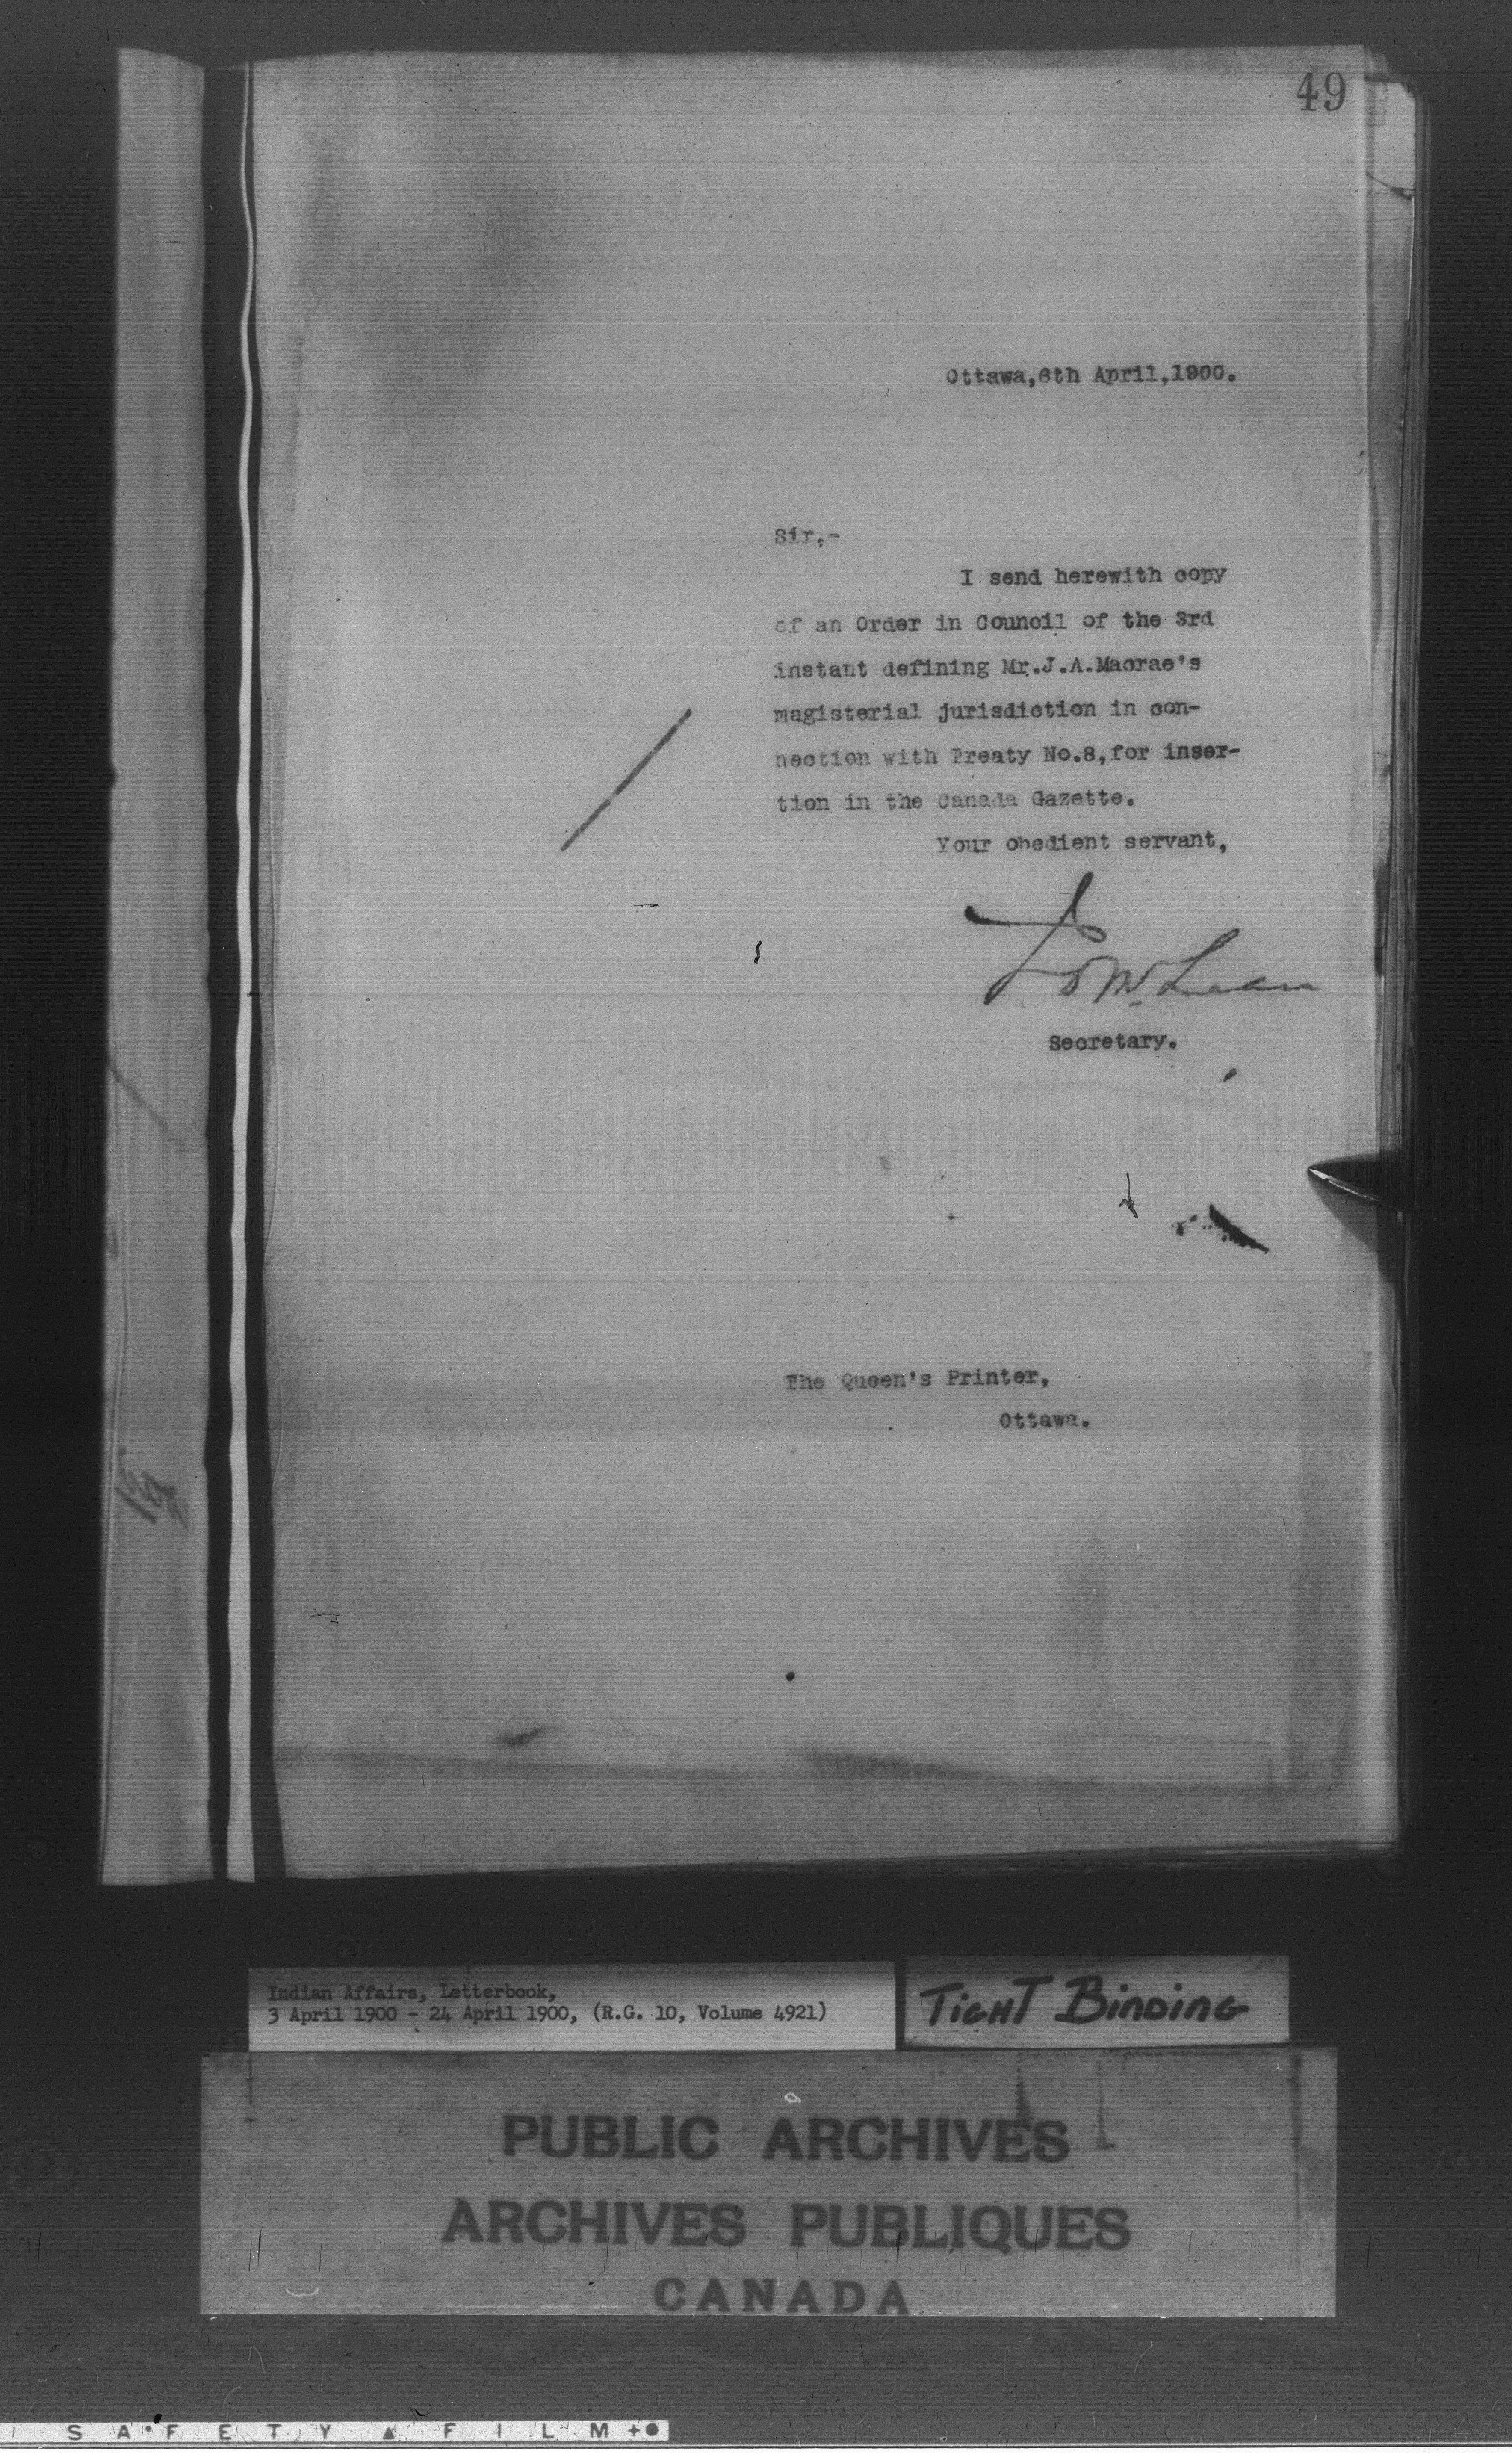 49
Ottawa,6th April,1900.
Sir,-
I send herewith copy
of an Order in Council of the 3rd
instant defining Mr.J.A.Macrae's
magisterial jurisdiction in con-
nection with Treaty No.8,for inser-
tion in the Canada Gazette.
Your obedient servant,
McLean
Secretary.
The Queen's Printer,
Ottawa.
Indian Affairs, Letterbook,
3 April 1900 - 24 April 1900, (R.G. 10, Volume 4921)
TIGHT BINDING
PUBLIC ARCHIVES
ARCHIVES PUBLIQUES
CANADA
SAFETY FILM